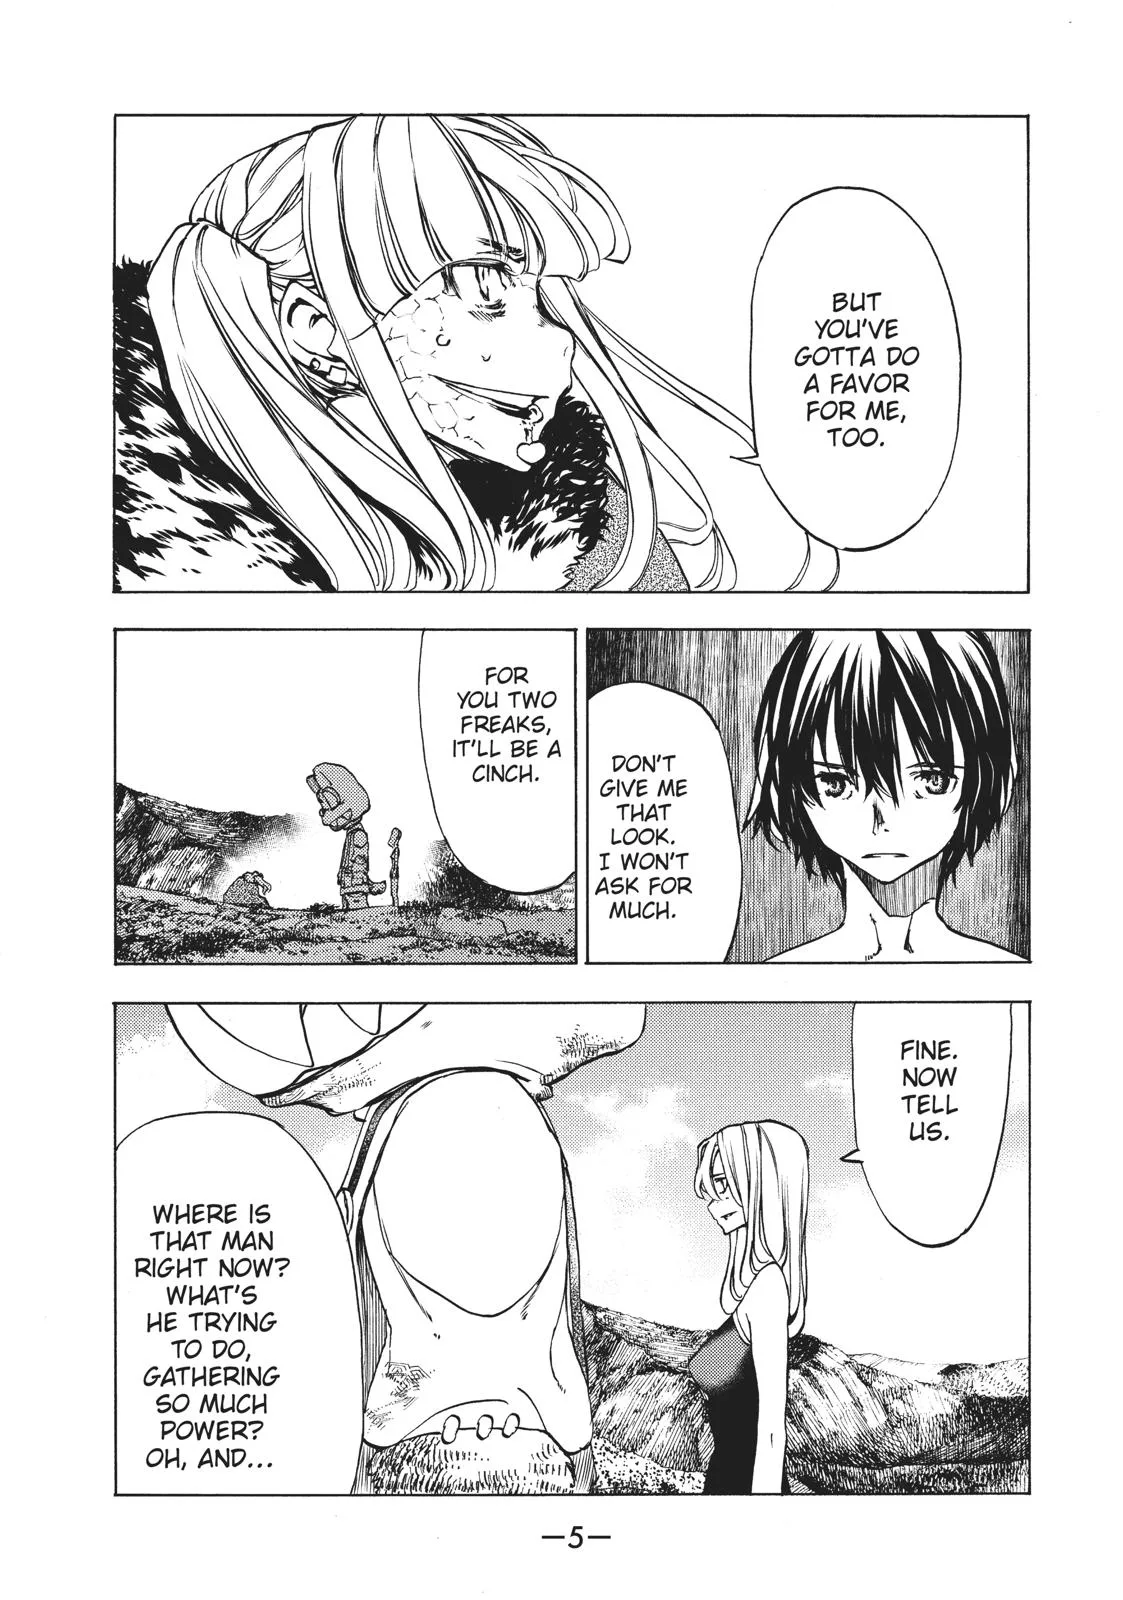 BUT
YOU'VE
GOTTA DO
A FAVOR
FOR ME,
TOO.
DON'T
GIVE ME
THAT
LOOK.
I WON'T
ASK FOR
MUCH.
FOR
YOU TWO
FREAKS,
IT'LL BE A
CINCH.
FINE.
NOW
TELL
US.
WHERE IS
THAT MAN
RIGHT NOW?
WHAT'S
HE TRYING
TO DO,
GATHERING
SO MUCH
POWER?
OH, AND...
—5—